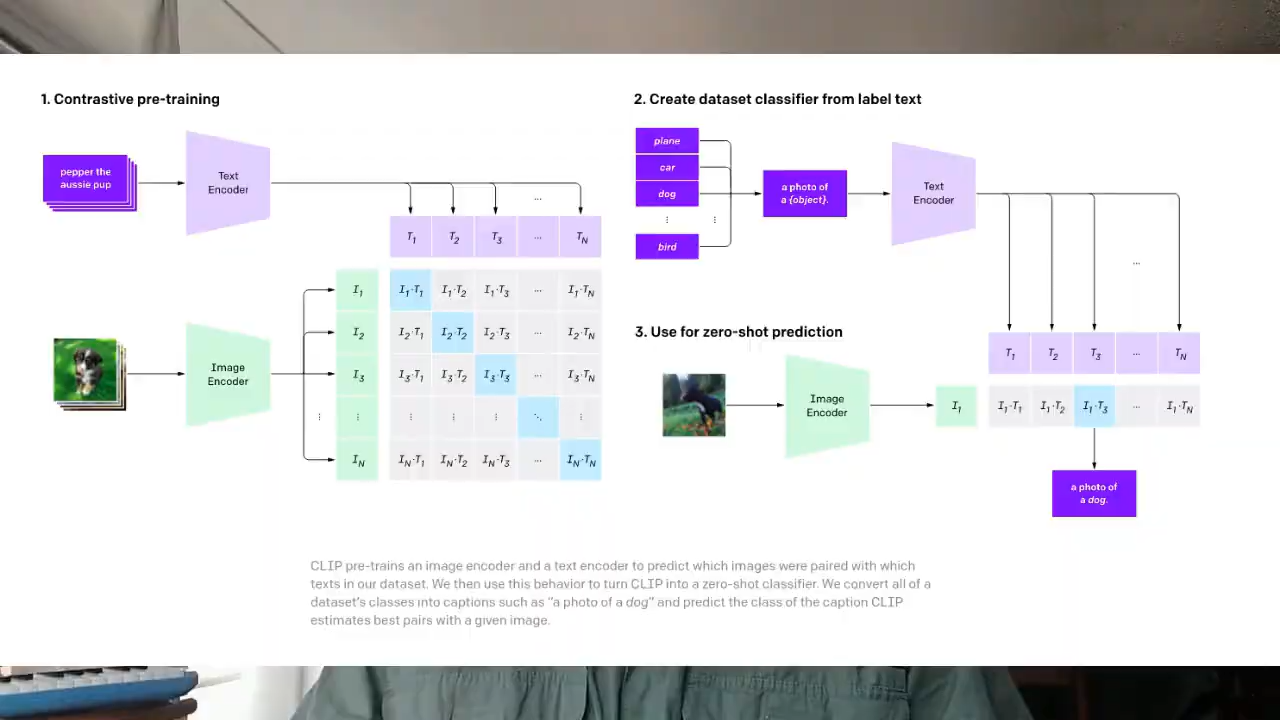 1. Contrastive pre-training
pepper the
aussie pup
Text
Encoder
...
T1 T2 T3 ... TN
I1 I1·T1 I1·T2 I1·T3 ... I1·TN
I2 I2·T1 I2·T2 I2·T3 ... I2·TN
Image
Encoder
I3 I3·T1 I3·T2 I3·T3 ... I3·TN
⋮ ⋮ ⋮ ⋮ ⋮ ⋱ ⋮
IN IN·T1 IN·T2 IN·T3 ... IN·TN
2. Create dataset classifier from label text
plane
car
dog
⋮ ⋮
bird
a photo of
a {object}.
Text
Encoder
...
3. Use for zero-shot prediction
T1 T2 T3 ... TN
Image
Encoder
I1 I1·T1 I1·T2 I1·T3 ... I1·TN
a photo of
a dog.
CLIP pre-trains an image encoder and a text encoder to predict which images were paired with which
texts in our dataset. We then use this behavior to turn CLIP into a zero-shot classifier. We convert all of a
dataset's classes into captions such as "a photo of a dog" and predict the class of the caption CLIP
estimates best pairs with a given image.